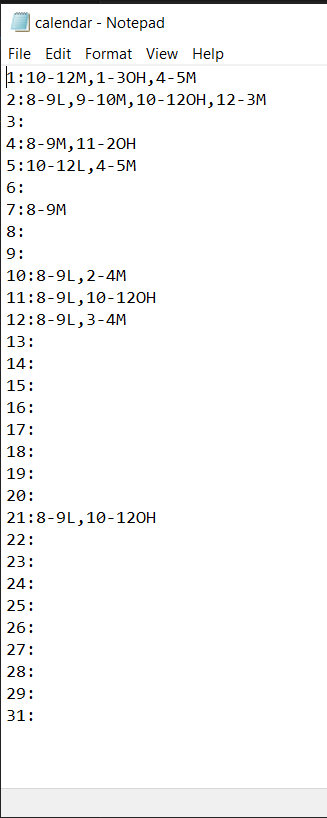 calendar - Notepad
File Edit Format View Help
1:10-12M,1-3OH,4-5M
2:8-9L,9-10M,10-12OH,12-3M
3:
4:8-9M,11-2OH
5:10-12L,4-5M
6:
7:8-9M
8:
9:
10:8-9L,2-4M
11:8-9L,10-12OH
12:8-9L,3-4M
13:
14:
15:
16:
17:
18:
19:
20:
21:8-9L,10-12OH
22:
23:
24:
25:
26:
27:
28:
29:
31: